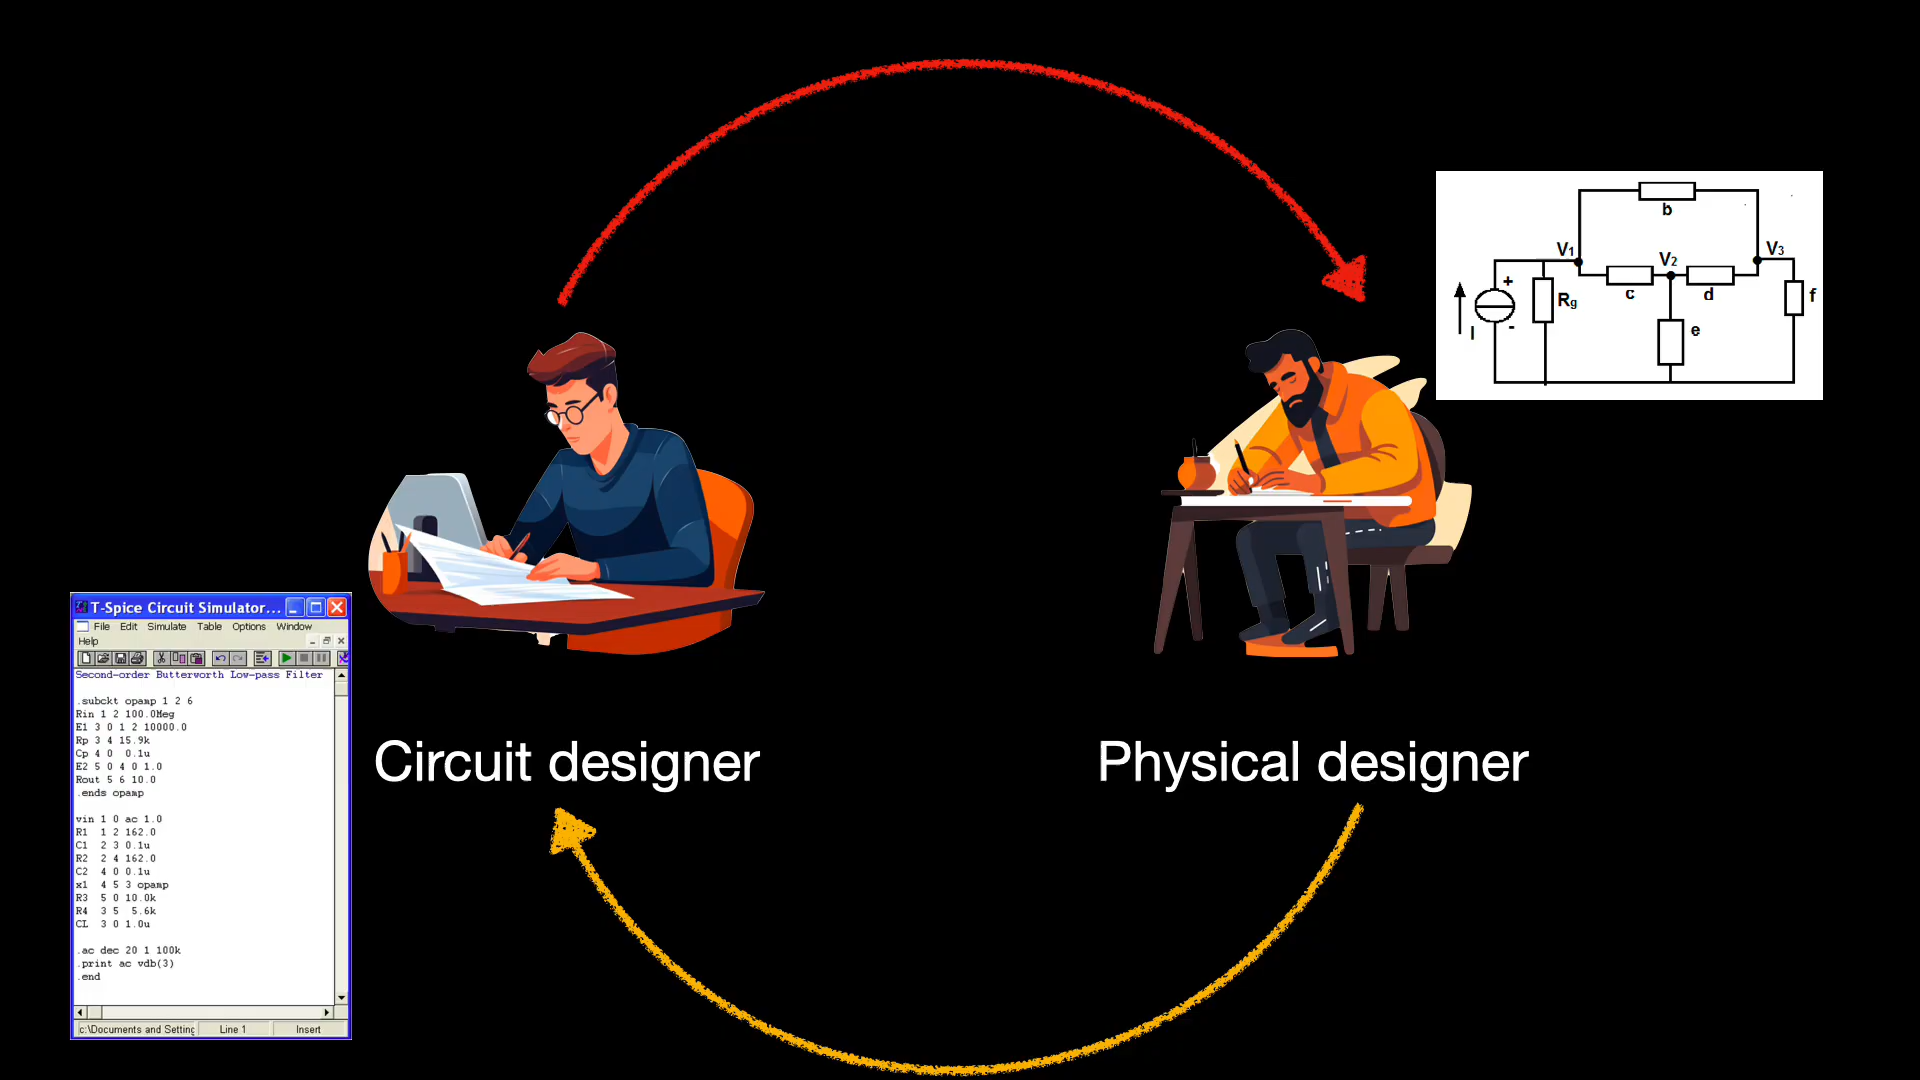 b
V1
V2
V3
+
c
d
Rg
f
I
-
e
T-Spice Circuit Simulator...
File Edit Simulate Table Options Window
Help
Second-order Butterworth Low-pass Filter
.subckt opamp 1 2 6
Rin 1 2 100.0Meg
E1 3 0 1 2 10000.0
Rp 3 4 15.9k
Cp 4 0 0.1u
E2 5 0 4 0 1.0
Rout 5 6 10.0
.ends opamp
vin 1 0 ac 1.0
R1 1 2 162.0
C1 2 3 0.1u
R2 2 4 162.0
C2 4 0 0.1u
x1 4 5 3 opamp
R3 5 0 10.0k
R4 3 5 5.6k
CL 3 0 1.0u
.ac dec 20 1 100k
.print ac vdb(3)
.end
c:\Documents and Setting Line 1 Insert
Circuit designer
Physical designer